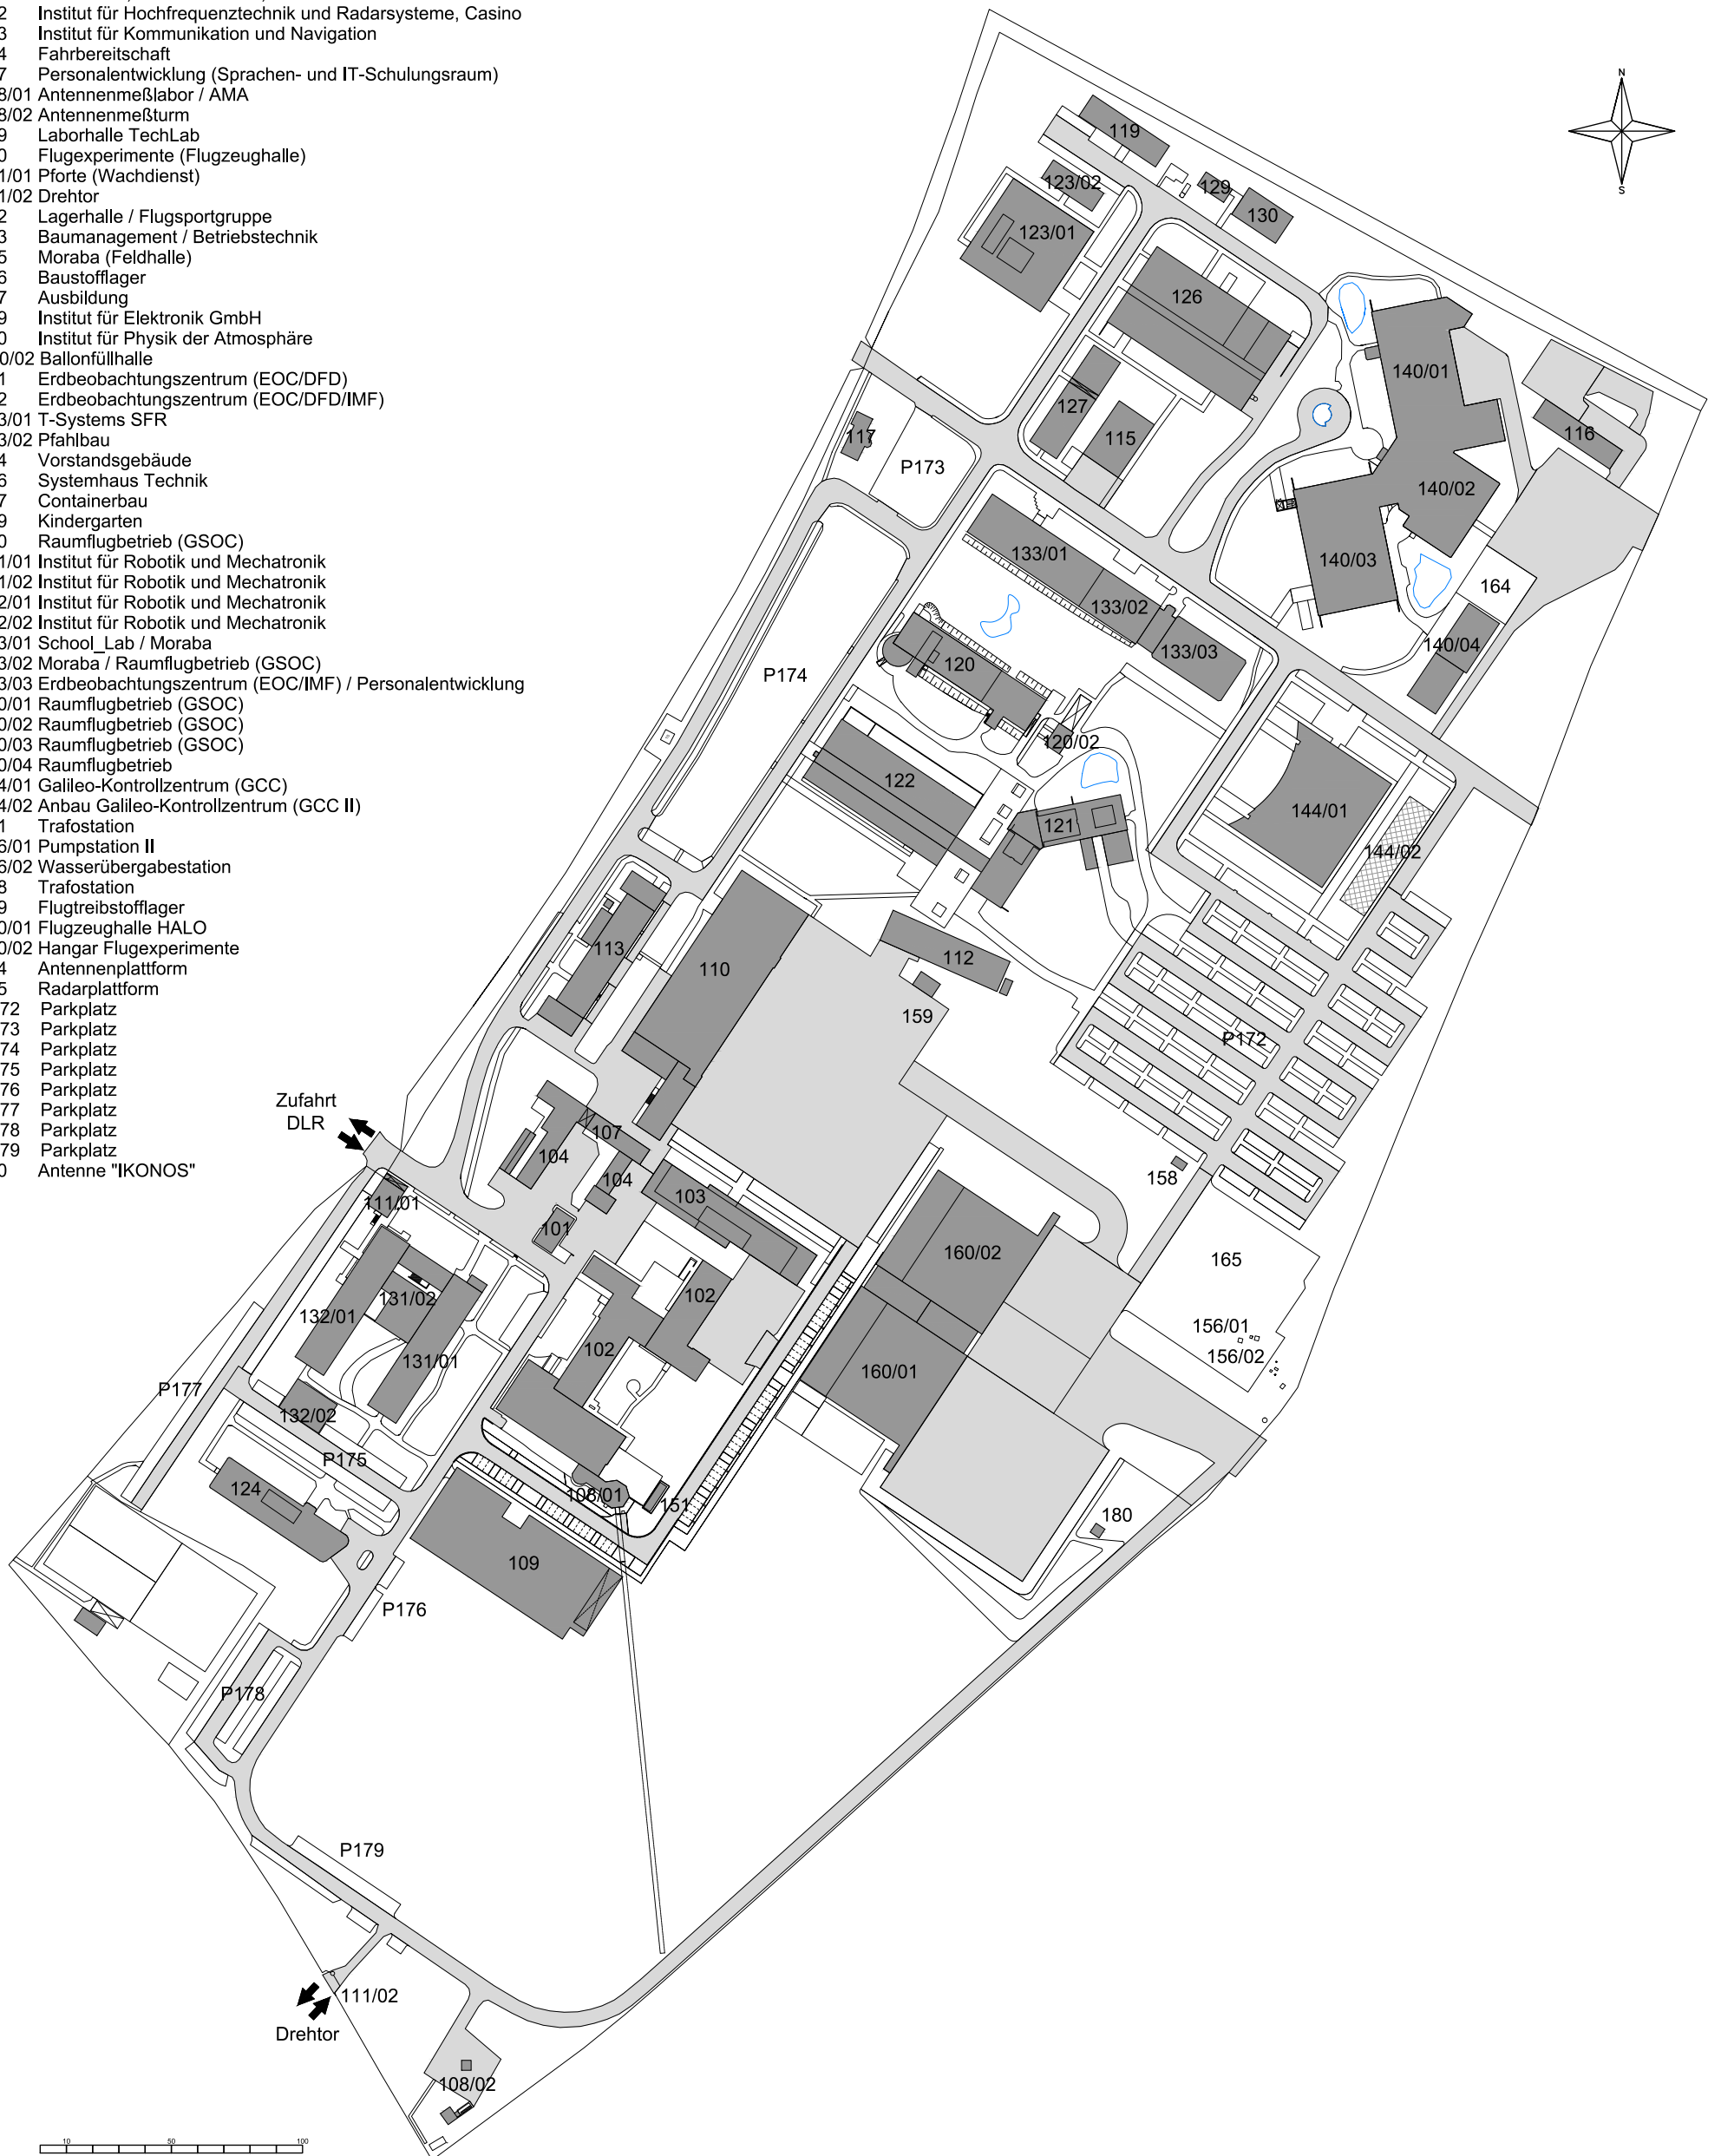 2 Institut für Hochfrequenztechnik und Radarsysteme, Casino
3 Institut für Kommunikation und Navigation
4 Fahrbereitschaft
7 Personalentwicklung (Sprachen- und IT-Schulungsraum)
8/01 Antennenmeßlabor / AMA
8/02 Antennenmeßturm
9 Laborhalle TechLab
0 Flugexperimente (Flugzeughalle)
1/01 Pforte (Wachdienst)
1/02 Drehtor
2 Lagerhalle / Flugsportgruppe
3 Baumanagement / Betriebstechnik
5 Moraba (Feldhalle)
6 Baustofflager
7 Ausbildung
9 Institut für Elektronik GmbH
0 Institut für Physik der Atmosphäre
0/02 Ballonfüllhalle
1 Erdbeobachtungszentrum (EOC/DFD)
2 Erdbeobachtungszentrum (EOC/DFD/IMF)
3/01 T-Systems SFR
3/02 Pfahlbau
4 Vorstandsgebäude
6 Systemhaus Technik
7 Containerbau
9 Kindergarten
0 Raumflugbetrieb (GSOC)
1/01 Institut für Robotik und Mechatronik
1/02 Institut für Robotik und Mechatronik
2/01 Institut für Robotik und Mechatronik
2/02 Institut für Robotik und Mechatronik
3/01 School_Lab / Moraba
3/02 Moraba / Raumflugbetrieb (GSOC)
3/03 Erdbeobachtungszentrum (EOC/IMF) / Personalentwicklung
0/01 Raumflugbetrieb (GSOC)
0/02 Raumflugbetrieb (GSOC)
0/03 Raumflugbetrieb (GSOC)
0/04 Raumflugbetrieb
4/01 Galileo-Kontrollzentrum (GCC)
4/02 Anbau Galileo-Kontrollzentrum (GCC II)
1 Trafostation
6/01 Pumpstation II
6/02 Wasserübergabestation
8 Trafostation
9 Flugtreibstofflager
0/01 Flugzeughalle HALO
0/02 Hangar Flugexperimente
4 Antennenplattform
5 Radarplattform
72 Parkplatz
73 Parkplatz
74 Parkplatz
75 Parkplatz
76 Parkplatz
77 Parkplatz
78 Parkplatz
79 Parkplatz
0 Antenne "IKONOS"
N
S
119
123/02
129
130
123/01
126
140/01
127
115
117
116
P173
140/02
133/01
140/03
164
133/02
133/03
140/04
120
P174
120/02
122
121
144/01
144/02
113
110
112
159
P172
Zufahrt
DLR
107
104
104
103
158
111/01
101
160/02
165
131/02
132/01
102
102
156/01
156/02
131/01
160/01
P177
132/02
P175
124
108/01
151
180
109
P176
P178
P179
111/02
Drehtor
108/02
10 50 100